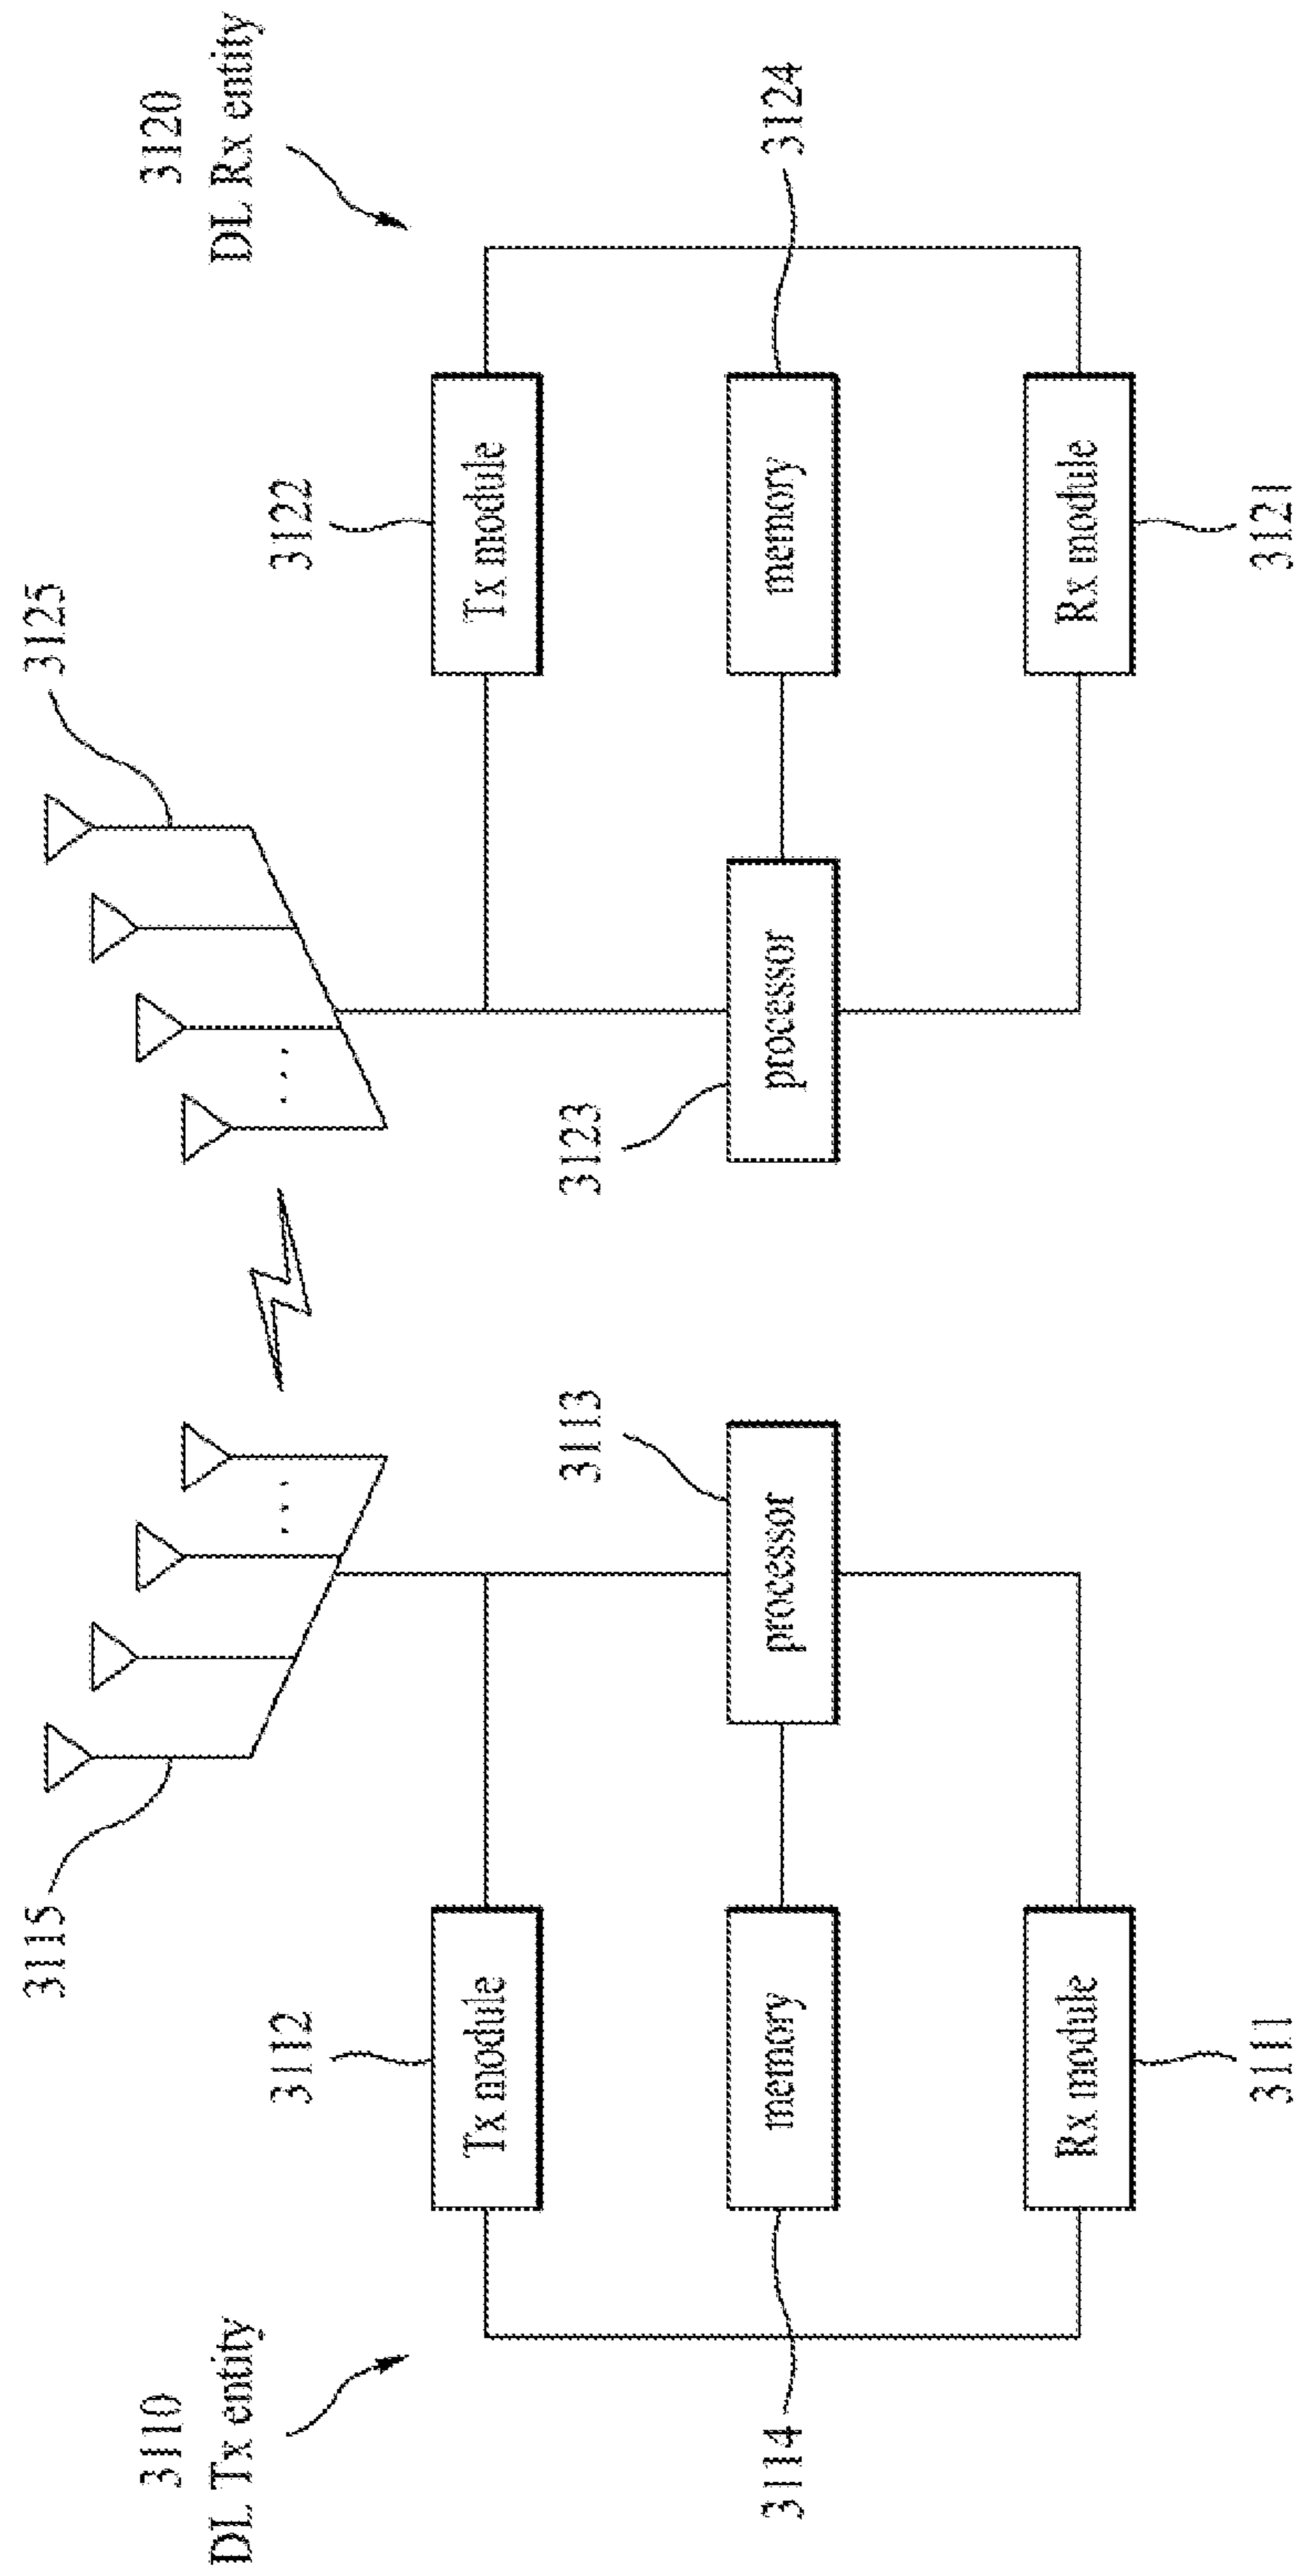 3110
DL Tx entity
3120
DL Rx entity
3115
3125
3112
3122
Tx module
Tx module
3113
3123
3114
memory
processor
processor
memory
3124
Rx module
Rx module
3111
3121
. . .
. . .